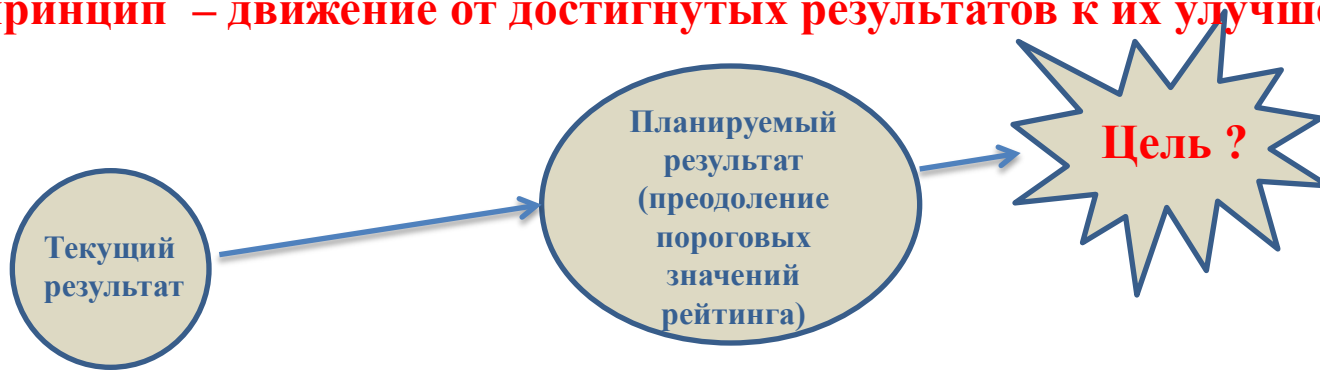 ринцип – движение от достигнутых результатов к их улучше
Планируемый
результат
(преодоление
пороговых
значений
рейтинга)
Цель ?
Текущий
результат